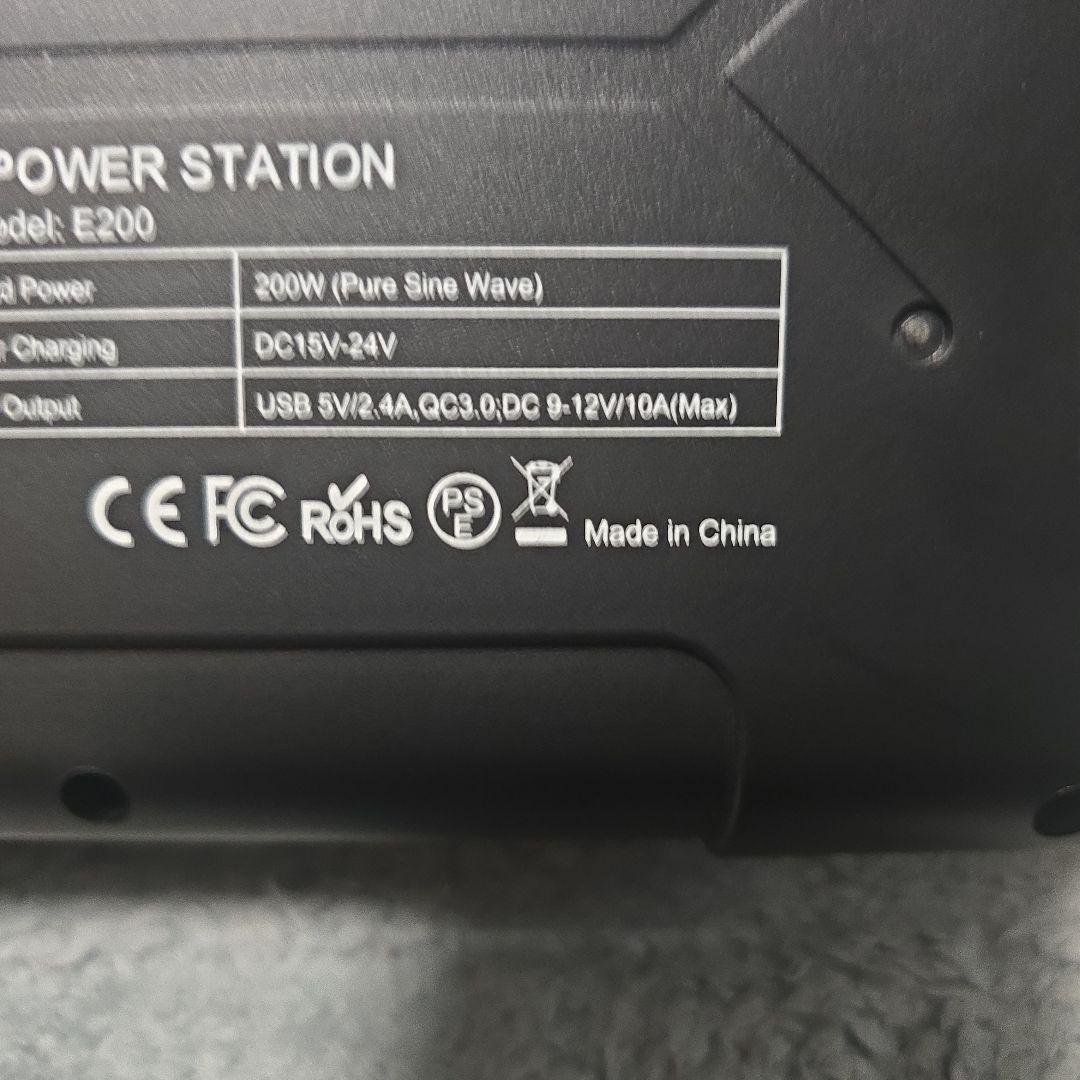 POWER STATION
odel: E200
d Power 200W (Pure Sine Wave)
Charging DC15V-24V
Output USB 5V/2.4A,QC3.0;DC 9-12V/10A(Max)
CE FC RoHS PSE Made in China